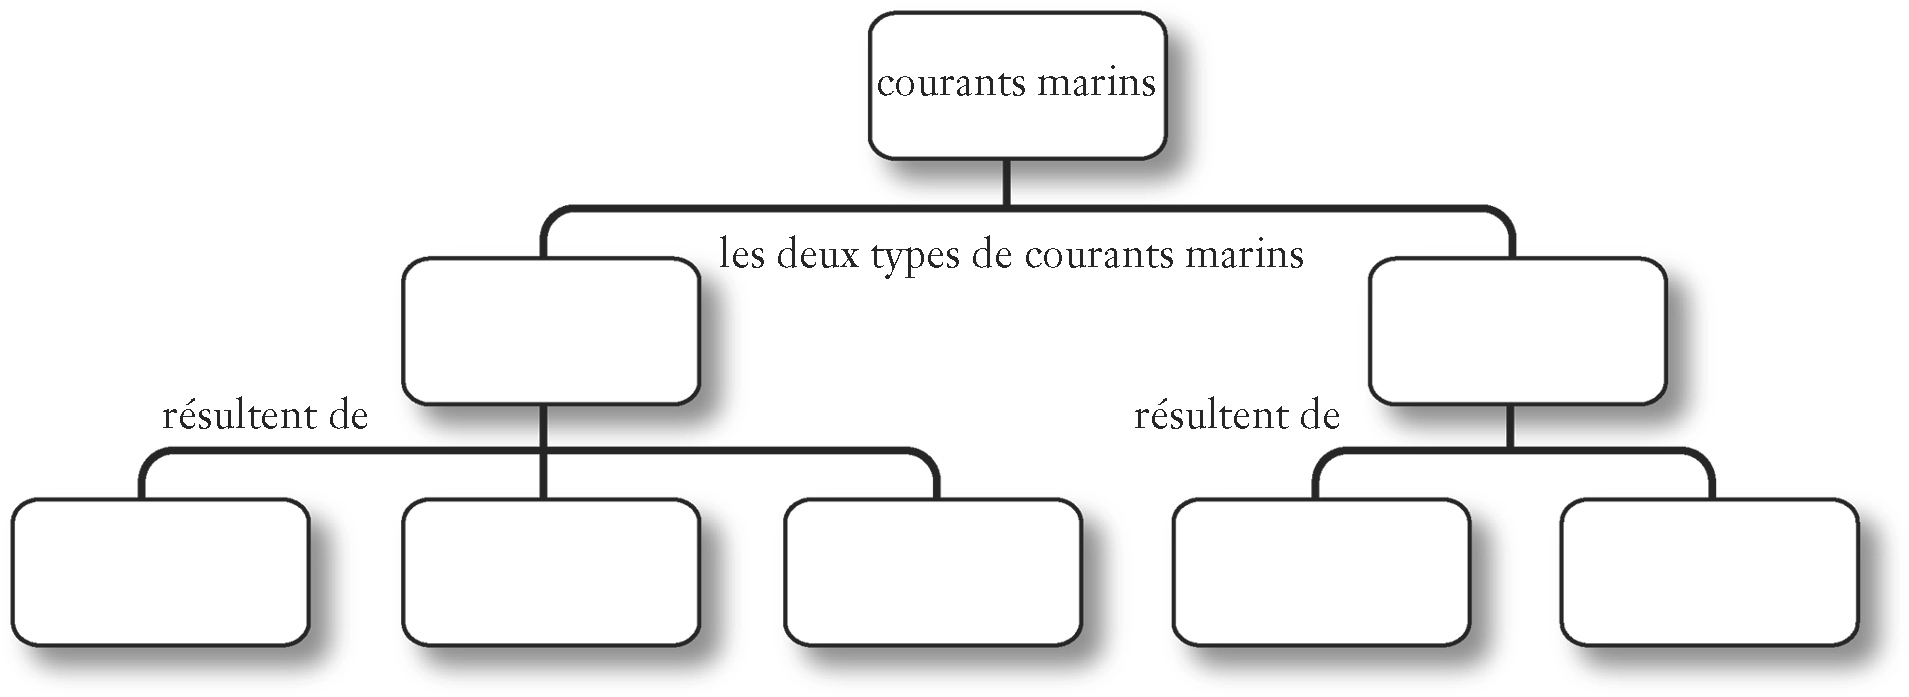 courants marins
les deux types de courants marins
résultent de
résultent de